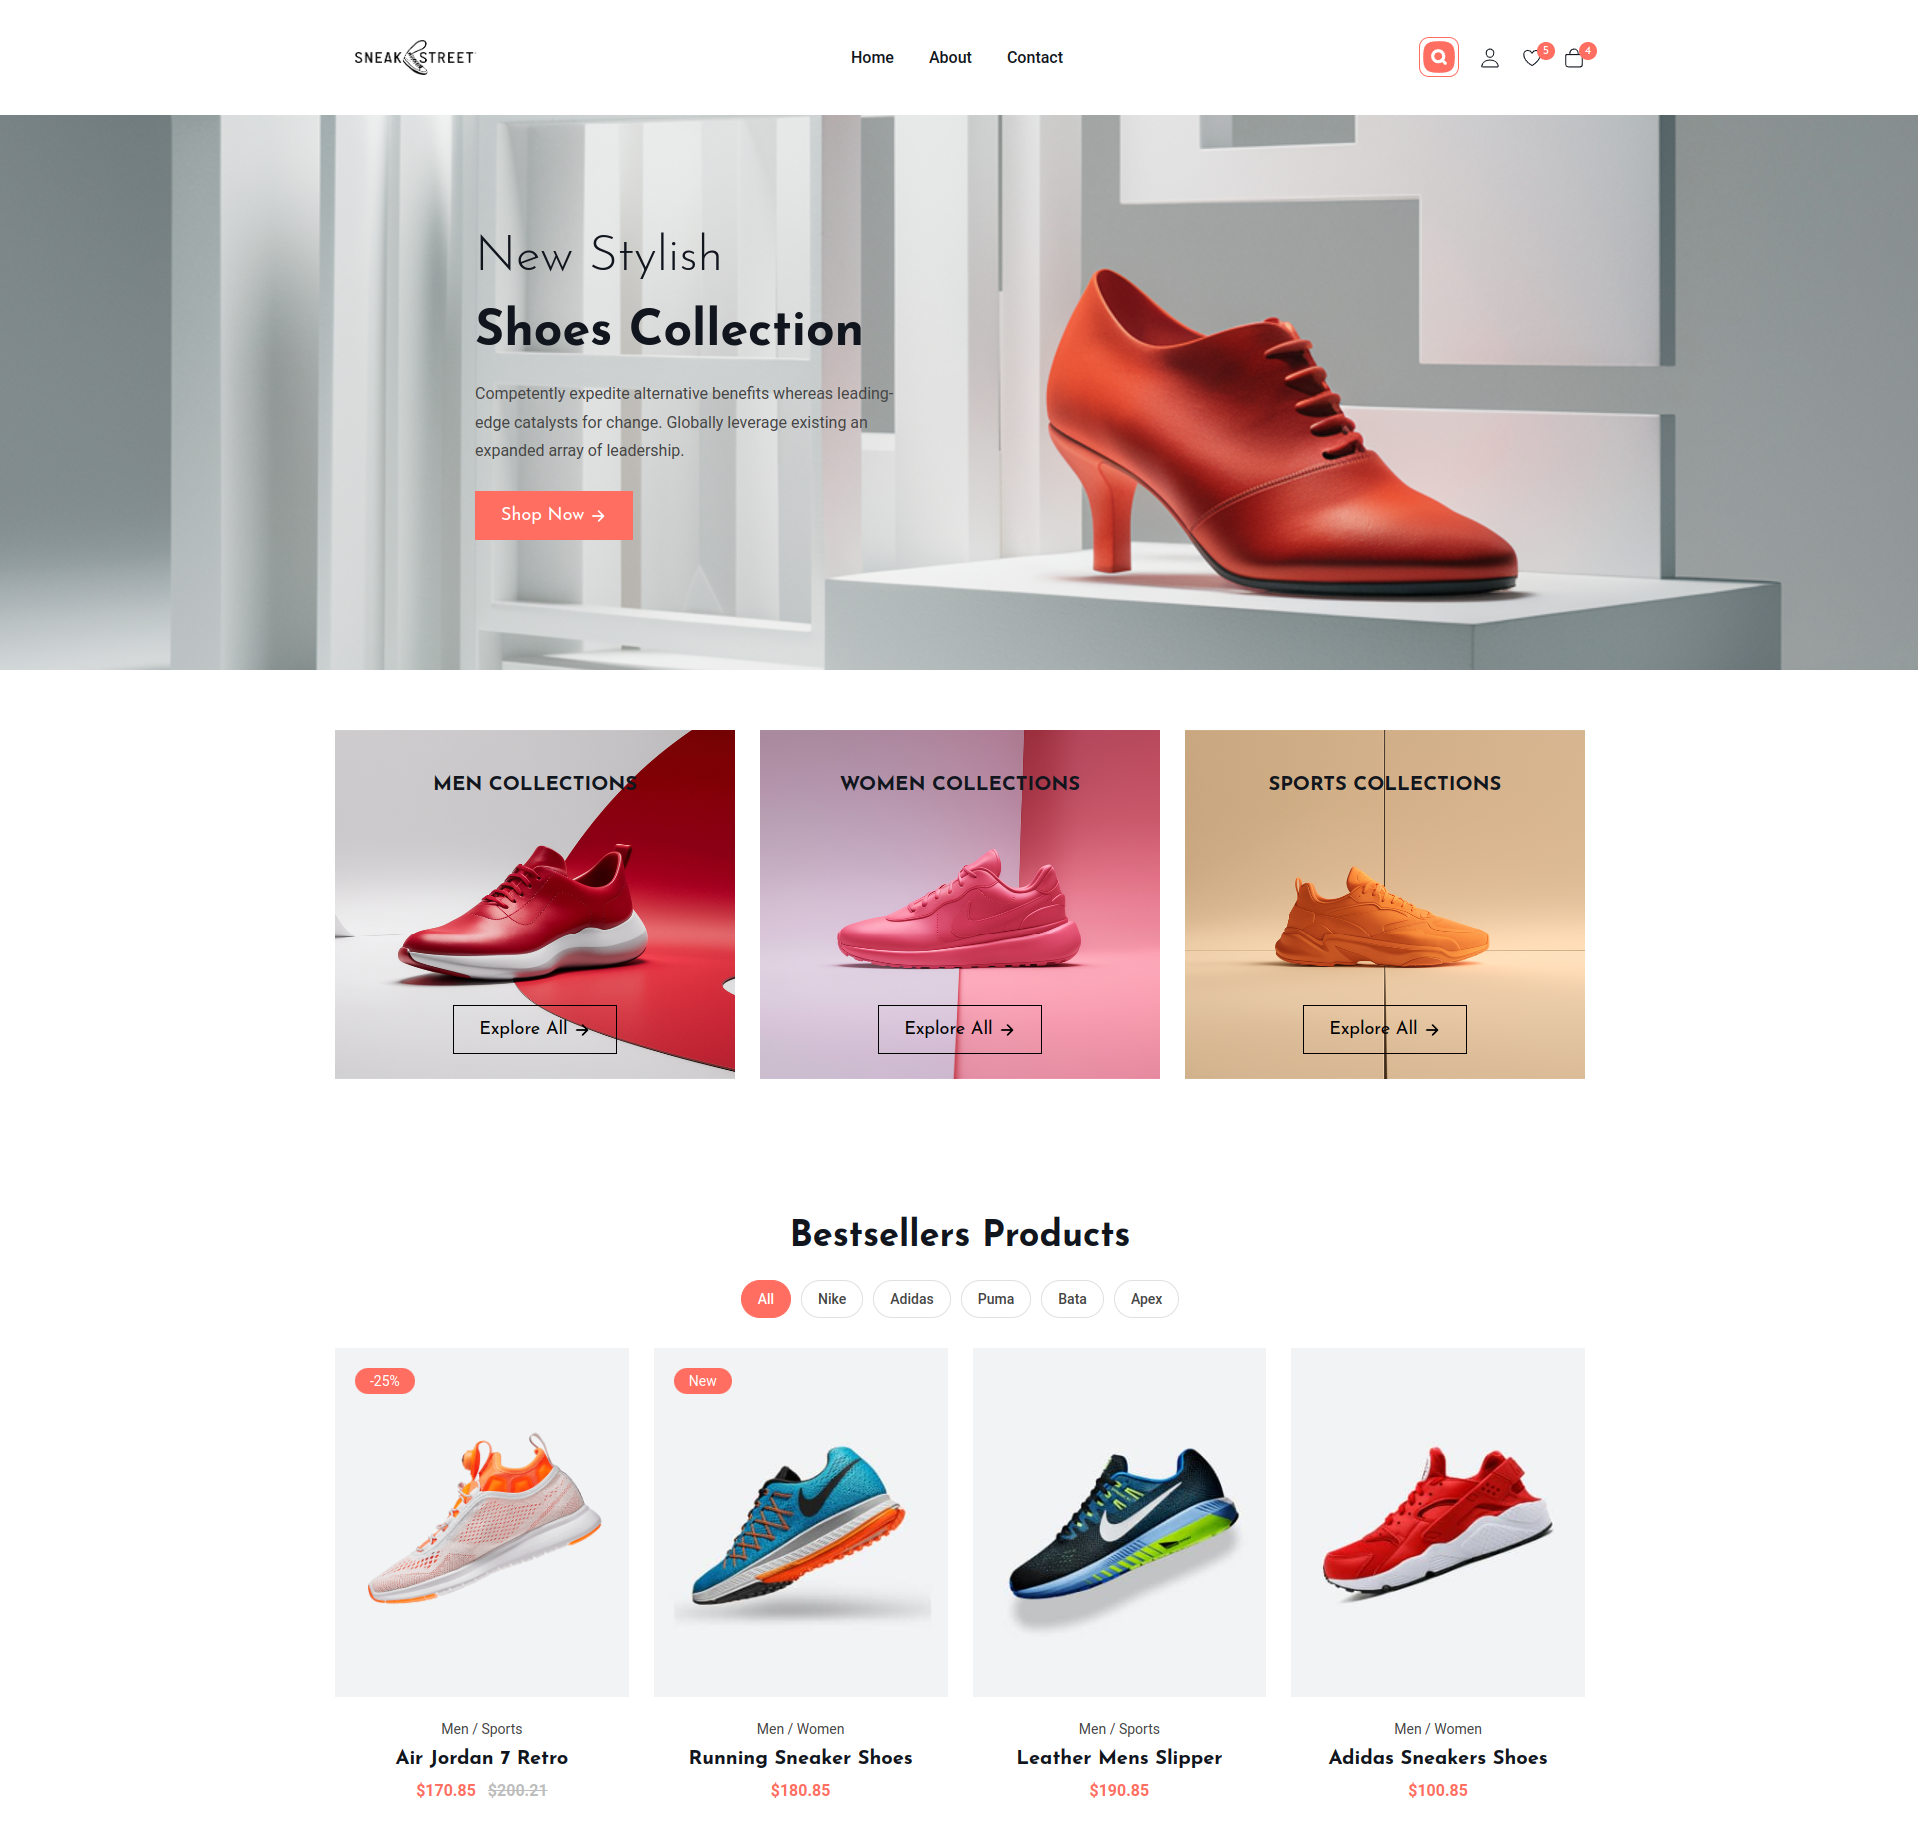 SNEAK STREET
Home About Contact
5 4
New Stylish
Shoes Collection
Competently expedite alternative benefits whereas leading-
edge catalysts for change. Globally leverage existing an
expanded array of leadership.
Shop Now →
MEN COLLECTIONS
Explore All →
WOMEN COLLECTIONS
Explore All →
SPORTS COLLECTIONS
Explore All →
Bestsellers Products
All Nike Adidas Puma Bata Apex
-25%
Men / Sports
Air Jordan 7 Retro
$170.85 $200.21
New
Men / Women
Running Sneaker Shoes
$180.85
Men / Sports
Leather Mens Slipper
$190.85
Men / Women
Adidas Sneakers Shoes
$100.85